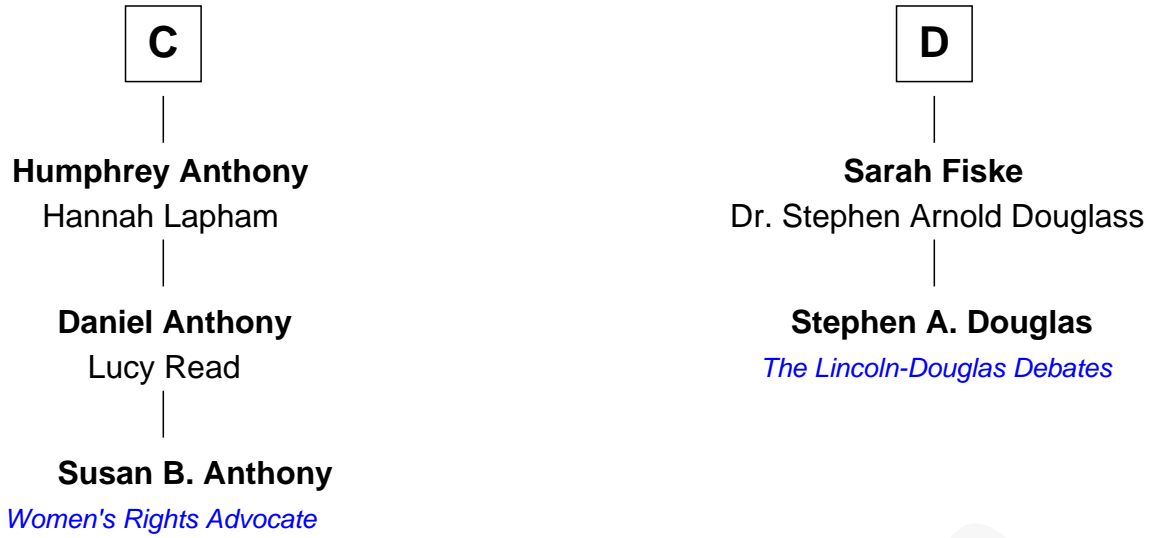 C
Humphrey Anthony
Hannah Lapham
Daniel Anthony
Lucy Read
Susan B. Anthony
Women's Rights Advocate
D
Sarah Fiske
Dr. Stephen Arnold Douglass
Stephen A. Douglas
The Lincoln-Douglas Debates